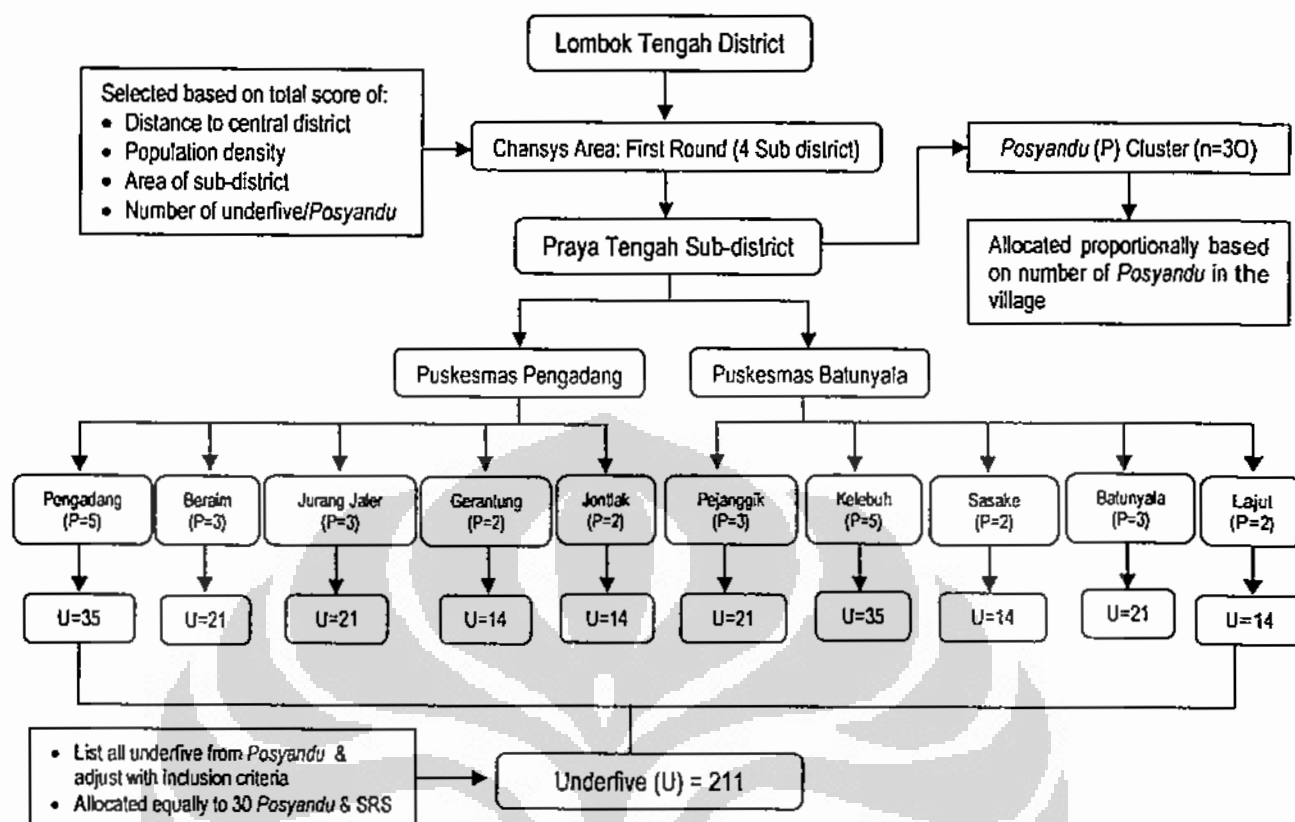 Lombok Tengah District
Selected based on total score of:
• Distance to central district
• Population density
• Area of sub-district
• Number of underfive/Posyandu
Chansys Area: First Round (4 Sub district)
Posyandu (P) Cluster (n=30)
Praya Tengah Sub-district
Allocated proportionally based
on number of Posyandu in the
village
Puskesmas Pengadang
Puskesmas Batunyala
Pengadang
(P=5)
Beraim
(P=3)
Jurang Jaler
(P=3)
Gerantung
(P=2)
Jontlak
(P=2)
Pejanggik
(P=3)
Kelebuh
(P=5)
Sasake
(P=2)
Batunyala
(P=3)
Lajut
(P=2)
U=35
U=21
U=21
U=14
U=14
U=21
U=35
U=14
U=21
U=14
• List all underfive from Posyandu &
adjust with inclusion criteria
• Allocated equally to 30 Posyandu & SRS
Underfive (U) = 211